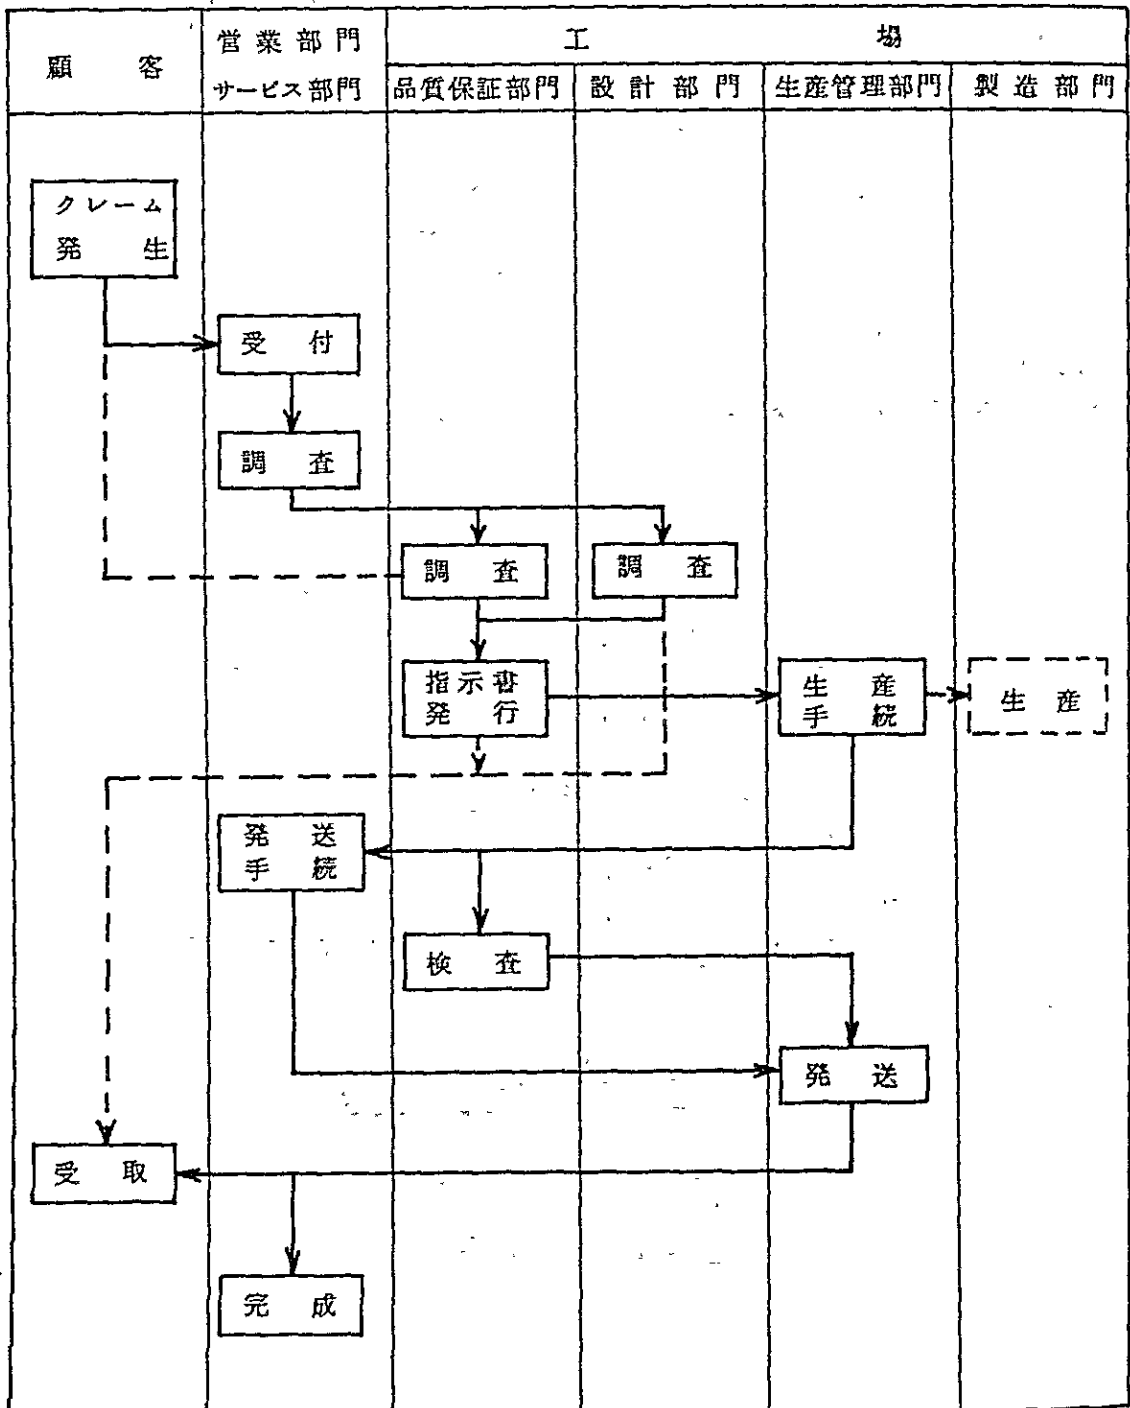 顧客
営業部門
サービス部門
工場
品質保証部門
設計部門
生産管理部門
製造部門
クレーム
発生
受付
調査
調査
調査
指示書
発行
生産
手続
生産
発送
手続
検査
発送
受取
完成